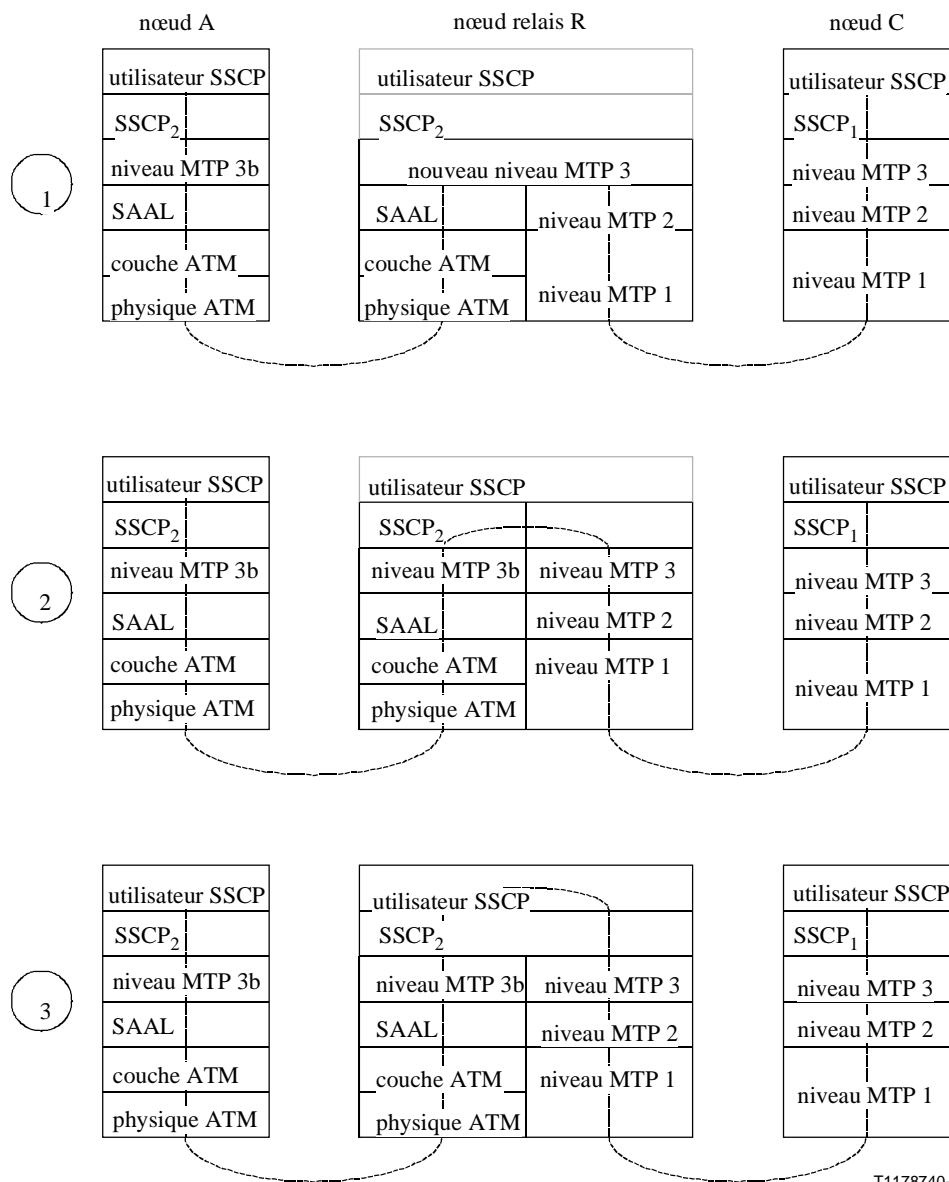 nœud A
nœud relais R
nœud C
1
utilisateur SSCP
SSCP2
niveau MTP 3b
SAAL
couche ATM
physique ATM
utilisateur SSCP
SSCP2
nouveau niveau MTP 3
SAAL
couche ATM
physique ATM
niveau MTP 2
niveau MTP 1
utilisateur SSCP
SSCP1
niveau MTP 3
niveau MTP 2
niveau MTP 1
2
utilisateur SSCP
SSCP2
niveau MTP 3b
SAAL
couche ATM
physique ATM
utilisateur SSCP
SSCP2
niveau MTP 3b
SAAL
couche ATM
physique ATM
niveau MTP 3
niveau MTP 2
niveau MTP 1
utilisateur SSCP
SSCP1
niveau MTP 3
niveau MTP 2
niveau MTP 1
3
utilisateur SSCP
SSCP2
niveau MTP 3b
SAAL
couche ATM
physique ATM
utilisateur SSCP
SSCP2
niveau MTP 3b
SAAL
couche ATM
physique ATM
niveau MTP 3
niveau MTP 2
niveau MTP 1
utilisateur SSCP
SSCP1
niveau MTP 3
niveau MTP 2
niveau MTP 1
T1178740